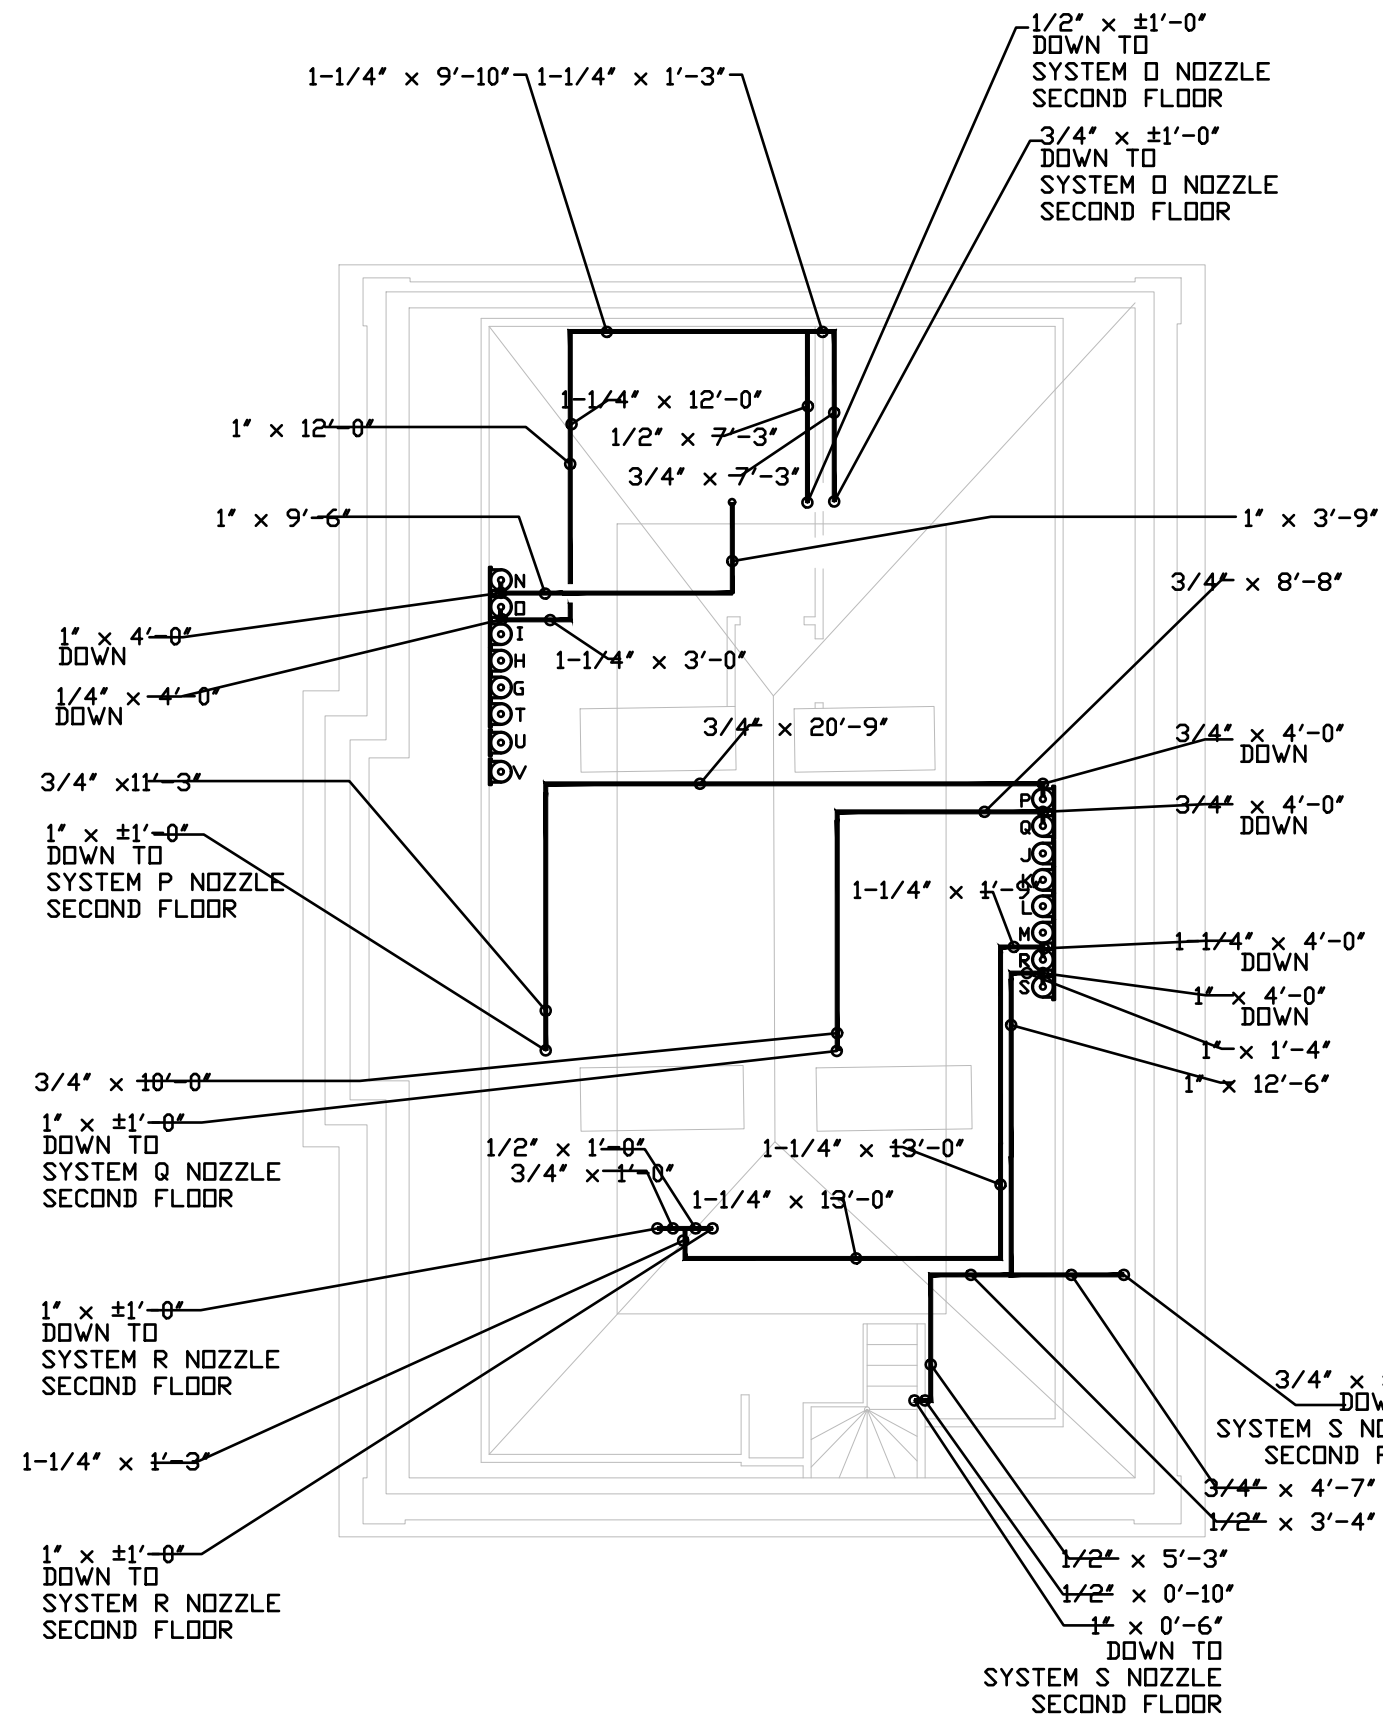 1/2" x ±1'-0"
DOWN TO
SYSTEM O NOZZLE
SECOND FLOOR
1-1/4" x 9'-10"
1-1/4" x 1'-3"
3/4" x ±1'-0"
DOWN TO
SYSTEM O NOZZLE
SECOND FLOOR
1-1/4" x 12'-0"
1" x 12'-0"
1/2" x 7'-3"
3/4" x 7'-3"
1" x 9'-6"
1" x 3'-9"
3/4" x 8'-8"
N
O
I
H
G
T
U
V
1" x 4'-0"
DOWN
1-1/4" x 3'-0"
1/4" x 4'-0"
DOWN
3/4" x 20'-9"
3/4" x 4'-0"
DOWN
3/4" x11'-3"
3/4" x 4'-0"
DOWN
P
Q
J
K
L
M
R
S
1" x ±1'-0"
DOWN TO
SYSTEM P NOZZLE
SECOND FLOOR
1-1/4" x 1'-9"
1-1/4" x 4'-0"
DOWN
1" x 4'-0"
DOWN
1" x 1'-4"
1" x 12'-6"
3/4" x 10'-0"
1" x ±1'-0"
DOWN TO
SYSTEM Q NOZZLE
SECOND FLOOR
1/2" x 1'-0"
3/4" x 1'-0"
1-1/4" x 13'-0"
1-1/4" x 13'-0"
1" x ±1'-0"
DOWN TO
SYSTEM R NOZZLE
SECOND FLOOR
3/4" x
DOW
SYSTEM S NO
SECOND F
1-1/4" x 1'-3"
3/4" x 4'-7"
1/2" x 3'-4"
1" x ±1'-0"
DOWN TO
SYSTEM R NOZZLE
SECOND FLOOR
1/2" x 5'-3"
1/2" x 0'-10"
1" x 0'-6"
DOWN TO
SYSTEM S NOZZLE
SECOND FLOOR